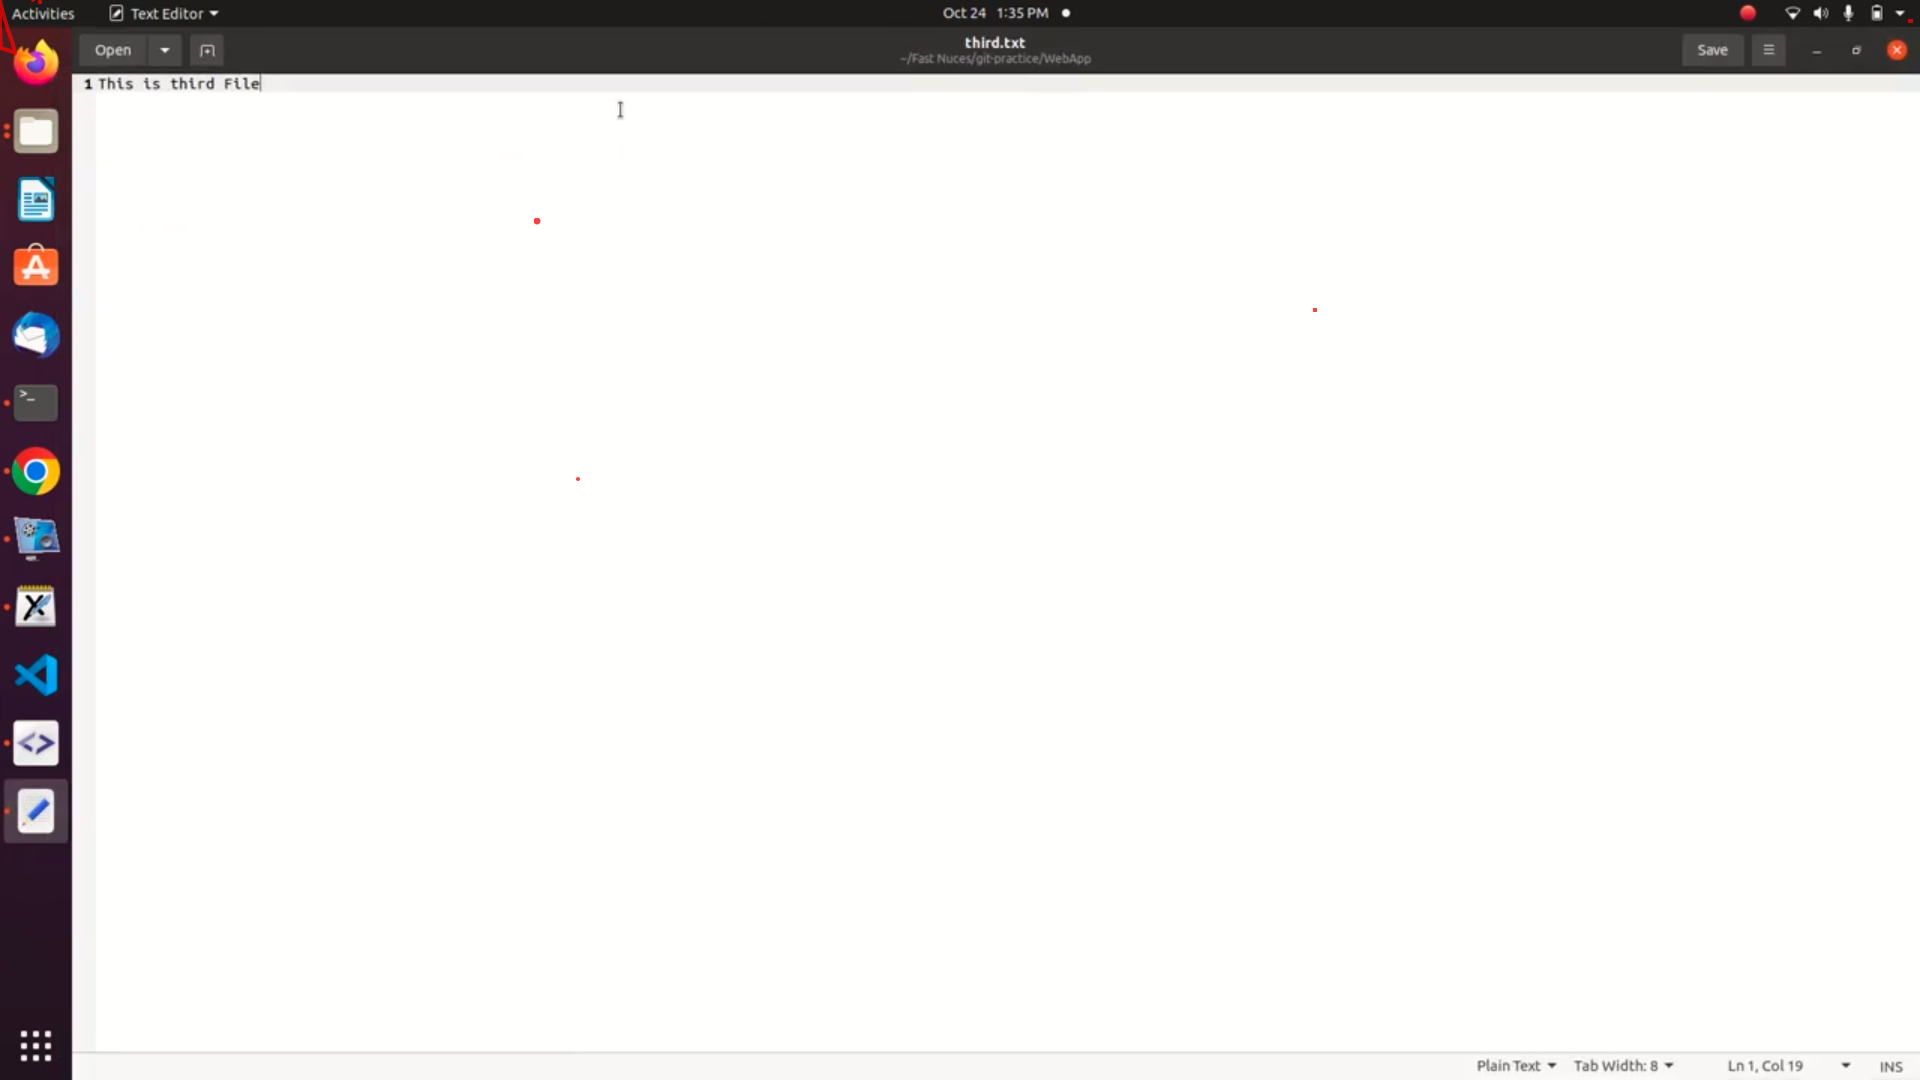 Activities
Text Editor
Oct 24 1:35 PM
Open
third.txt
~/Fast Nuces/git-practice/WebApp
Save
1 This is third File
Plain Text
Tab Width: 8
Ln 1, Col 19
INS